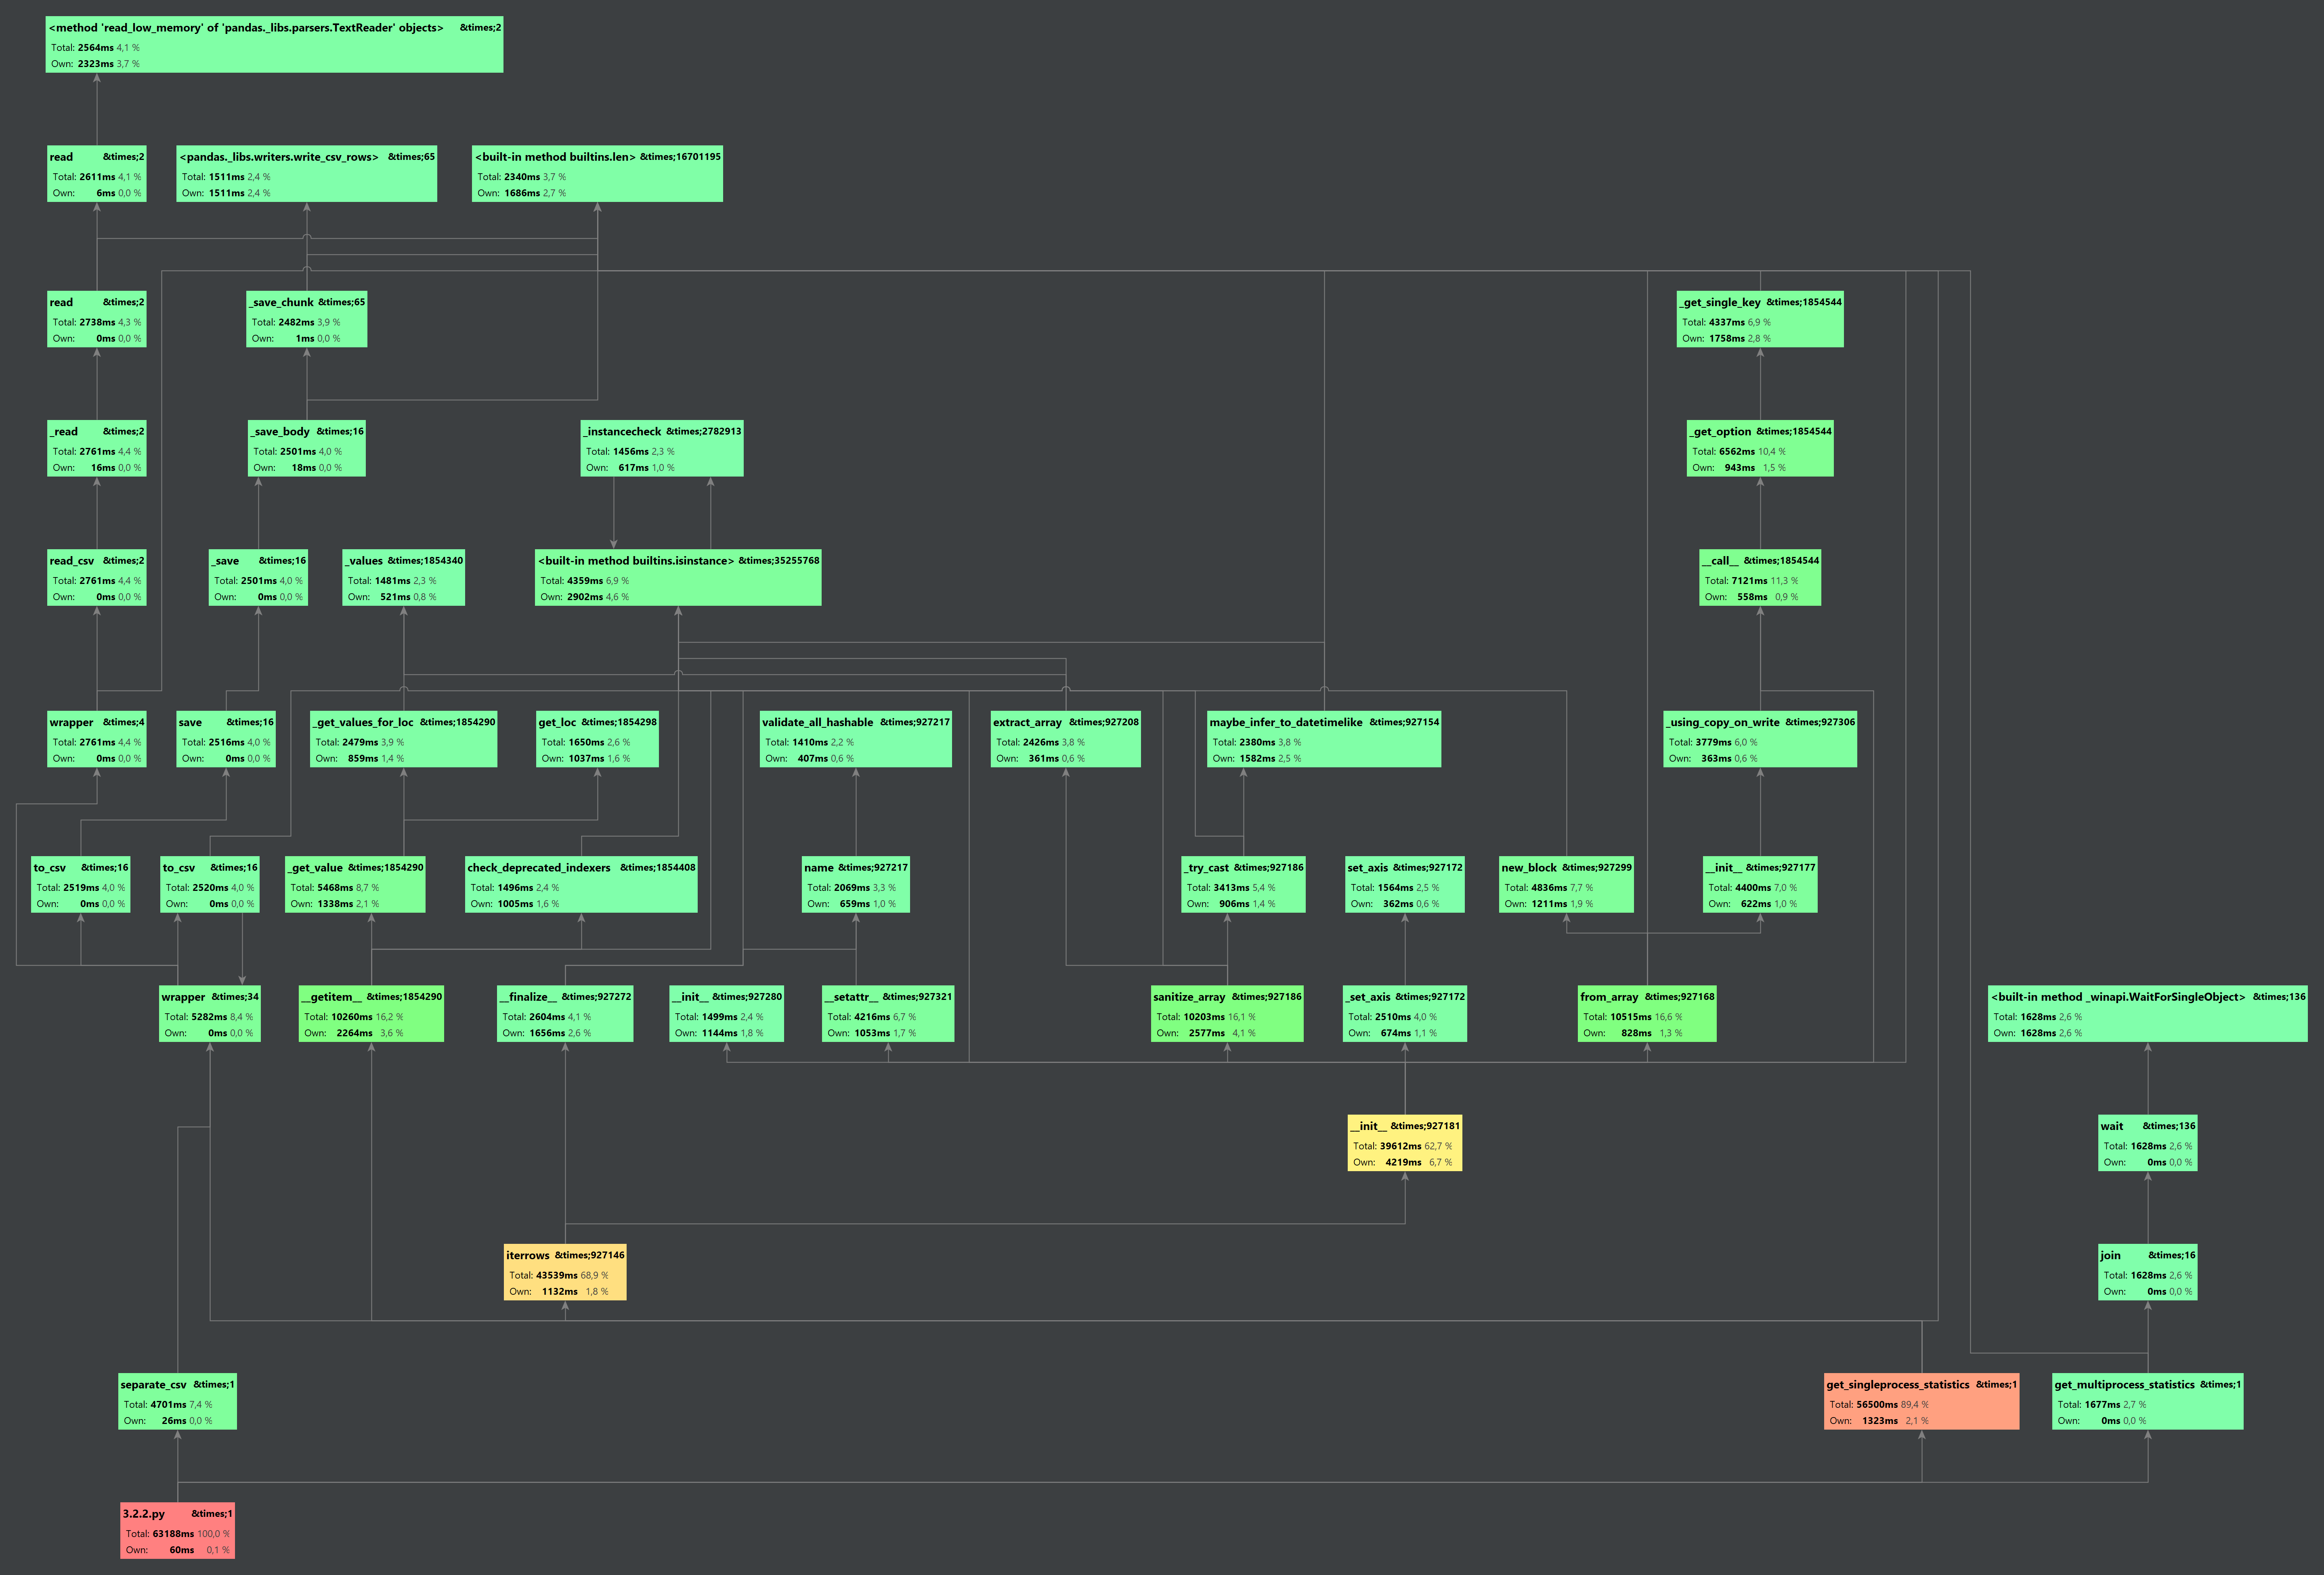 <method 'read_low_memory' of 'pandas._libs.parsers.TextReader' objects> &times;2
Total: 2564ms 4,1 %
Own: 2323ms 3,7 %
read &times;2
Total: 2611ms 4,1 %
Own: 6ms 0,0 %
<pandas._libs.writers.write_csv_rows> &times;65
Total: 1511ms 2,4 %
Own: 1511ms 2,4 %
<built-in method builtins.len> &times;16701195
Total: 2340ms 3,7 %
Own: 1686ms 2,7 %
read &times;2
Total: 2738ms 4,3 %
Own: 0ms 0,0 %
_save_chunk &times;65
Total: 2482ms 3,9 %
Own: 1ms 0,0 %
_get_single_key &times;1854544
Total: 4337ms 6,9 %
Own: 1758ms 2,8 %
_read &times;2
Total: 2761ms 4,4 %
Own: 16ms 0,0 %
_save_body &times;16
Total: 2501ms 4,0 %
Own: 18ms 0,0 %
_instancecheck &times;2782913
Total: 1456ms 2,3 %
Own: 617ms 1,0 %
_get_option &times;1854544
Total: 6562ms 10,4 %
Own: 943ms 1,5 %
read_csv &times;2
Total: 2761ms 4,4 %
Own: 0ms 0,0 %
_save &times;16
Total: 2501ms 4,0 %
Own: 0ms 0,0 %
_values &times;1854340
Total: 1481ms 2,3 %
Own: 521ms 0,8 %
<built-in method builtins.isinstance> &times;35255768
Total: 4359ms 6,9 %
Own: 2902ms 4,6 %
__call__ &times;1854544
Total: 7121ms 11,3 %
Own: 558ms 0,9 %
wrapper &times;4
Total: 2761ms 4,4 %
Own: 0ms 0,0 %
save &times;16
Total: 2516ms 4,0 %
Own: 0ms 0,0 %
_get_values_for_loc &times;1854290
Total: 2479ms 3,9 %
Own: 859ms 1,4 %
get_loc &times;1854298
Total: 1650ms 2,6 %
Own: 1037ms 1,6 %
validate_all_hashable &times;927217
Total: 1410ms 2,2 %
Own: 407ms 0,6 %
extract_array &times;927208
Total: 2426ms 3,8 %
Own: 361ms 0,6 %
maybe_infer_to_datetimelike &times;927154
Total: 2380ms 3,8 %
Own: 1582ms 2,5 %
_using_copy_on_write &times;927306
Total: 3779ms 6,0 %
Own: 363ms 0,6 %
to_csv &times;16
Total: 2519ms 4,0 %
Own: 0ms 0,0 %
to_csv &times;16
Total: 2520ms 4,0 %
Own: 0ms 0,0 %
_get_value &times;1854290
Total: 5468ms 8,7 %
Own: 1338ms 2,1 %
check_deprecated_indexers &times;1854408
Total: 1496ms 2,4 %
Own: 1005ms 1,6 %
name &times;927217
Total: 2069ms 3,3 %
Own: 659ms 1,0 %
_try_cast &times;927186
Total: 3413ms 5,4 %
Own: 906ms 1,4 %
set_axis &times;927172
Total: 1564ms 2,5 %
Own: 362ms 0,6 %
new_block &times;927299
Total: 4836ms 7,7 %
Own: 1211ms 1,9 %
__init__ &times;927177
Total: 4400ms 7,0 %
Own: 622ms 1,0 %
wrapper &times;34
Total: 5282ms 8,4 %
Own: 0ms 0,0 %
__getitem__ &times;1854290
Total: 10260ms 16,2 %
Own: 2264ms 3,6 %
__finalize__ &times;927272
Total: 2604ms 4,1 %
Own: 1656ms 2,6 %
__init__ &times;927280
Total: 1499ms 2,4 %
Own: 1144ms 1,8 %
__setattr__ &times;927321
Total: 4216ms 6,7 %
Own: 1053ms 1,7 %
sanitize_array &times;927186
Total: 10203ms 16,1 %
Own: 2577ms 4,1 %
_set_axis &times;927172
Total: 2510ms 4,0 %
Own: 674ms 1,1 %
from_array &times;927168
Total: 10515ms 16,6 %
Own: 828ms 1,3 %
<built-in method _winapi.WaitForSingleObject> &times;136
Total: 1628ms 2,6 %
Own: 1628ms 2,6 %
__init__ &times;927181
Total: 39612ms 62,7 %
Own: 4219ms 6,7 %
wait &times;136
Total: 1628ms 2,6 %
Own: 0ms 0,0 %
iterrows &times;927146
Total: 43539ms 68,9 %
Own: 1132ms 1,8 %
join &times;16
Total: 1628ms 2,6 %
Own: 0ms 0,0 %
separate_csv &times;1
Total: 4701ms 7,4 %
Own: 26ms 0,0 %
get_singleprocess_statistics &times;1
Total: 56500ms 89,4 %
Own: 1323ms 2,1 %
get_multiprocess_statistics &times;1
Total: 1677ms 2,7 %
Own: 0ms 0,0 %
3.2.2.py &times;1
Total: 63188ms 100,0 %
Own: 60ms 0,1 %